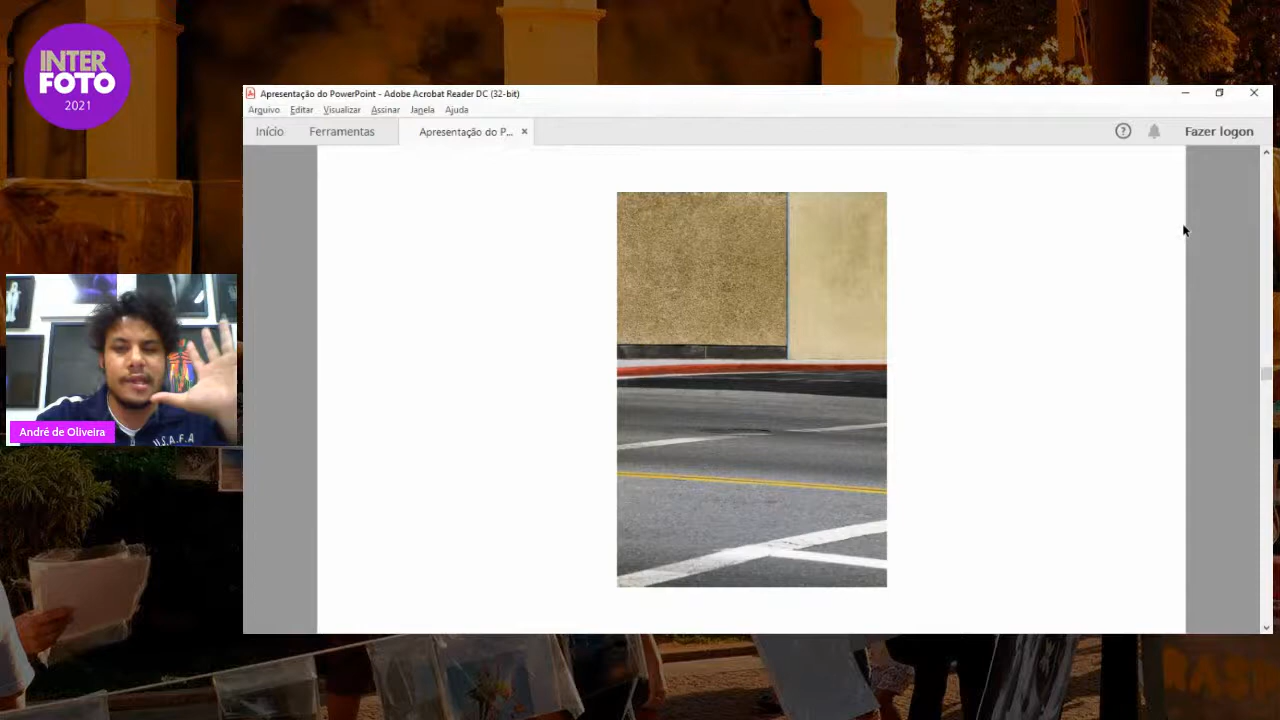 INTER
FOTO
2021
Apresentação do PowerPoint - Adobe Acrobat Reader DC (32-bit)
Arquivo Editar Visualizar Assinar Janela Ajuda
Início Ferramentas Apresentação do P... × ? Fazer logon
U.S.A.F.A
André de Oliveira